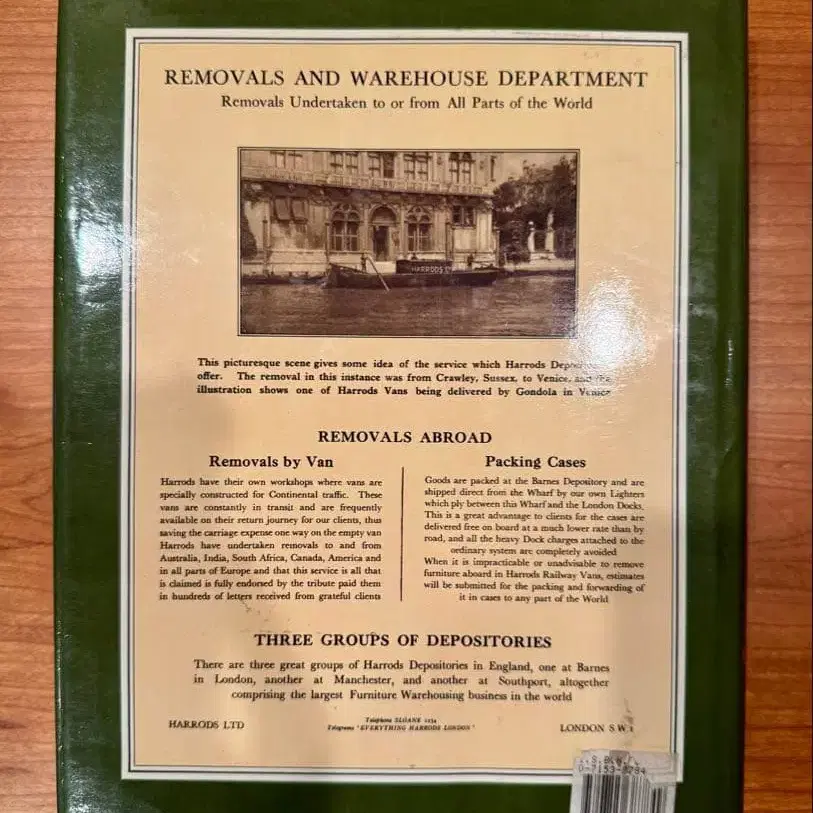 REMOVALS AND WAREHOUSE DEPARTMENT
Removals Undertaken to or from All Parts of the World
HARRODS LTD
This picturesque scene gives some idea of the service which Harrods
offer. The removal in this instance was from Crawley, Sussex, to Venice, and the
illustration shows one of Harrods Vans being delivered by Gondola in Venice
REMOVALS ABROAD
Removals by Van
Harrods have their own workshops where vans are
specially constructed for Continental traffic. These
vans are constantly in transit and are frequently
available on their return journey for our clients, thus
saving the carriage expense one way on the empty van
Harrods have undertaken removals to and from
Australia, India, South Africa, Canada, America and
in all parts of Europe and that this service is all that
is claimed is fully endorsed by the tribute paid them
in hundreds of letters received from grateful clients
Packing Cases
Goods are packed at the Barnes Depository and are
shipped direct from the Wharf by our own Lighters
which ply between this Wharf and the London Docks.
This is a great advantage to clients for the cases are
delivered free on board at a much lower rate than by
road, and all the heavy Dock charges attached to the
ordinary system are completely avoided
When it is impracticable or unadvisable to remove
furniture aboard in Harrods Railway Vans, estimates
will be submitted for the packing and forwarding of
it in cases to any part of the World
THREE GROUPS OF DEPOSITORIES
There are three great groups of Harrods Depositories in England, one at Barnes
in London, another at Manchester, and another at Southport, altogether
comprising the largest Furniture Warehousing business in the world
HARRODS LTD
Telephone SLOANE 1234
Telegrams "EVERYTHING HARRODS LONDON"
LONDON S W 1